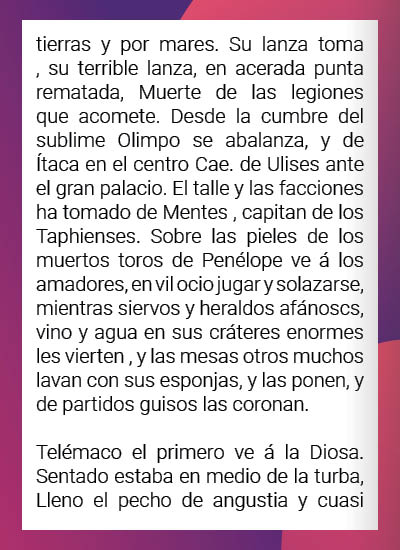 tierras y por mares. Su lanza toma
, su terrible lanza, en acerada punta
rematada, Muerte de las legiones
que acomete. Desde la cumbre del
sublime Olimpo se abalanza, y de
Ítaca en el centro Cae. de Ulises ante
el gran palacio. El talle y las facciones
ha tomado de Mentes , capitan de los
Taphienses. Sobre las pieles de los
muertos toros de Penélope ve á los
amadores, en vil ocio jugar y solazarse,
mientras siervos y heraldos afánoscs,
vino y agua en sus cráteres enormes
les vierten , y las mesas otros muchos
lavan con sus esponjas, y las ponen, y
de partidos guisos las coronan.

Telémaco el primero ve á la Diosa.
Sentado estaba en medio de la turba,
Lleno el pecho de angustia y cuasi